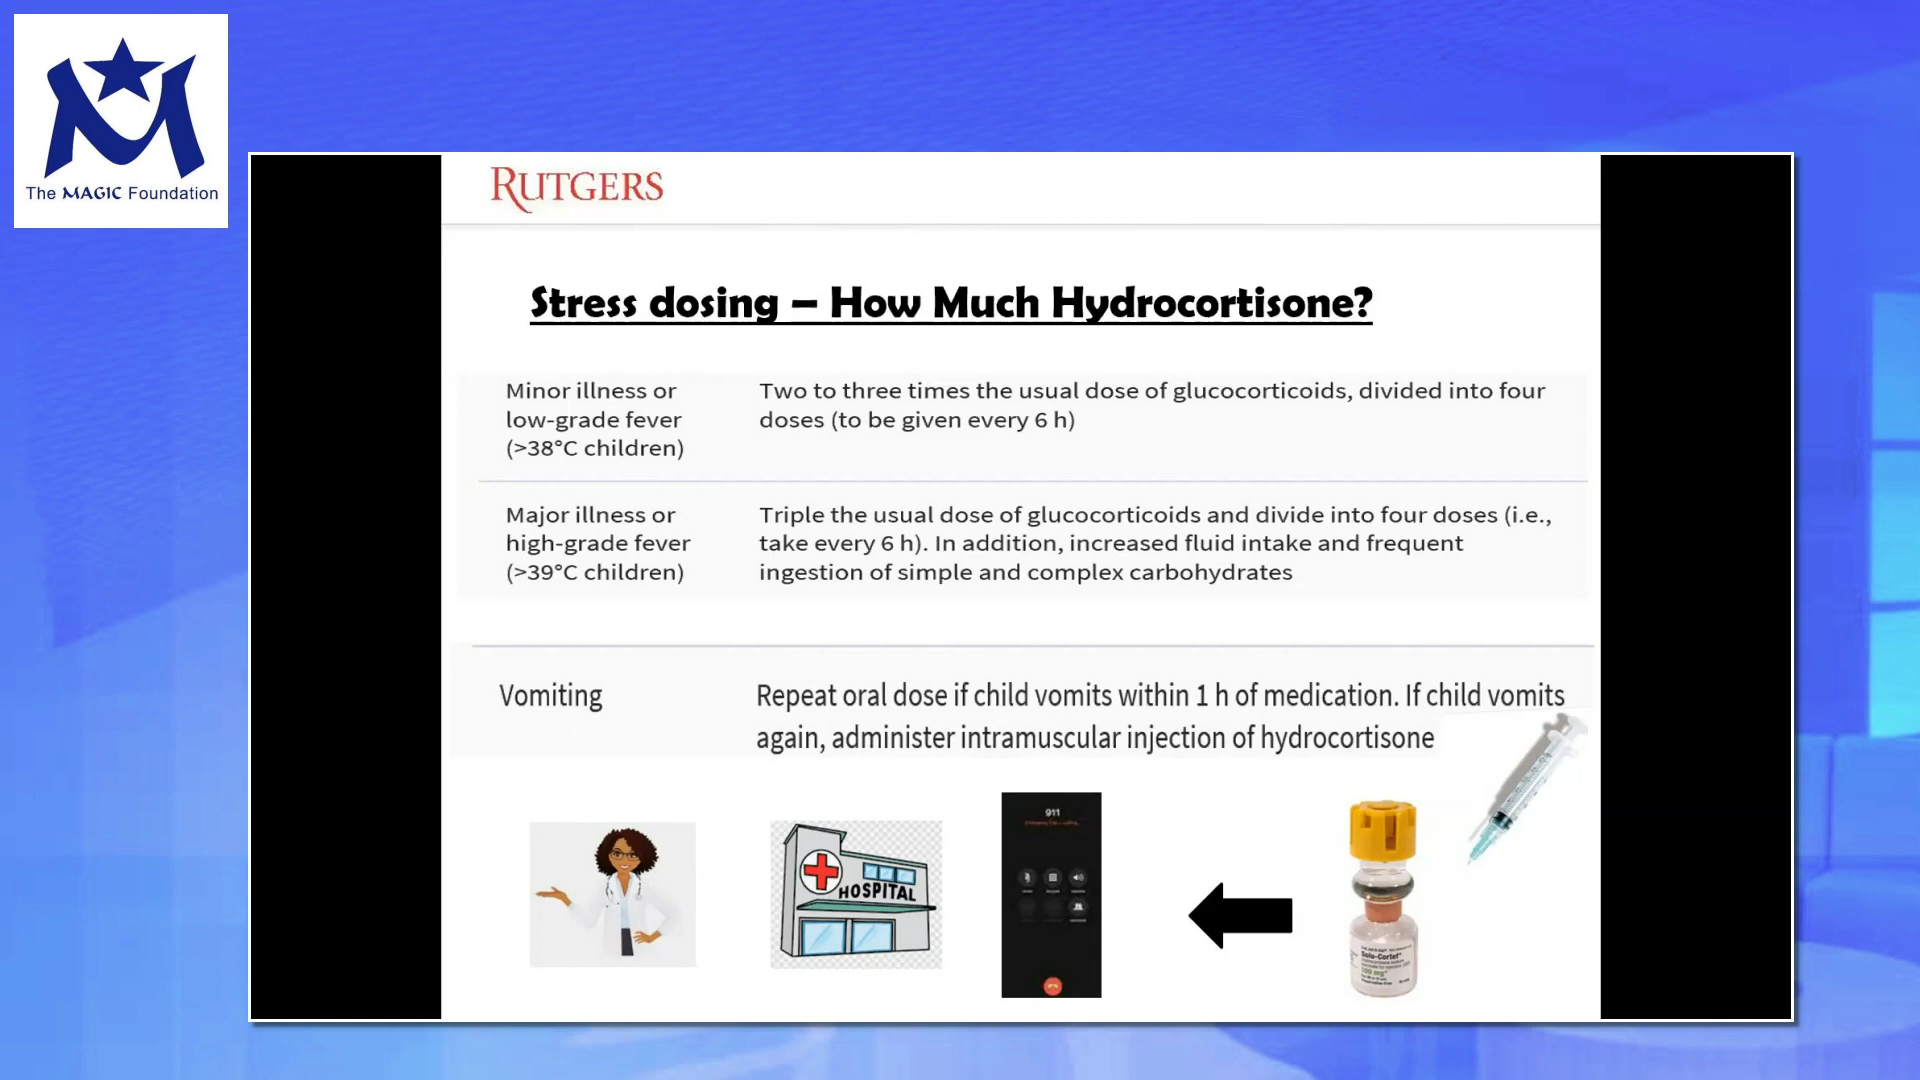 The MAGIC Foundation
RUTGERS
Stress dosing – How Much Hydrocortisone?
Minor illness or
low-grade fever
(>38°C children)
Two to three times the usual dose of glucocorticoids, divided into four
doses (to be given every 6 h)
Major illness or
high-grade fever
(>39°C children)
Triple the usual dose of glucocorticoids and divide into four doses (i.e.,
take every 6 h). In addition, increased fluid intake and frequent
ingestion of simple and complex carbohydrates
Vomiting
Repeat oral dose if child vomits within 1 h of medication. If child vomits
again, administer intramuscular injection of hydrocortisone
HOSPITAL
911
Solu-Cortef
100 mg